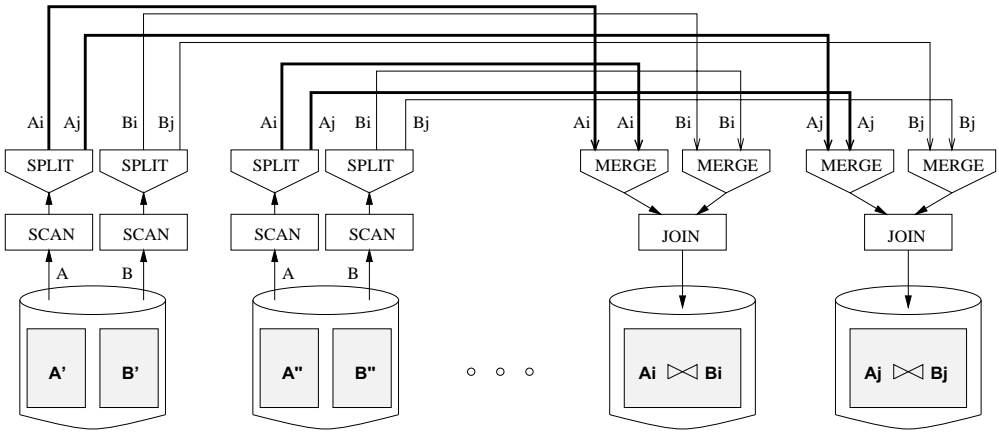 Ai Aj Bi Bj Ai Aj Bi Bj Ai Ai Bi Bi Aj Aj Bj Bj
SPLIT SPLIT SPLIT SPLIT MERGE MERGE MERGE MERGE
SCAN SCAN SCAN SCAN JOIN JOIN
A B A B
A' B' A" B" Ai ⋈ Bi Aj ⋈ Bj